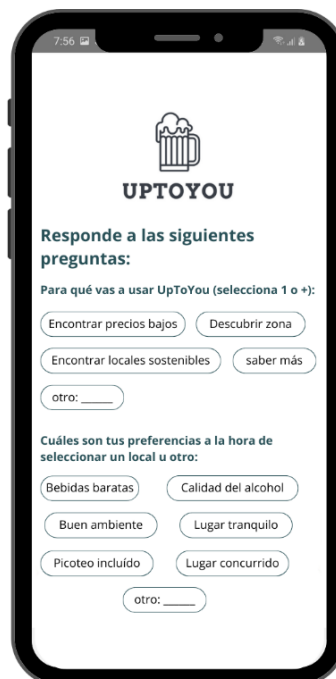 7:56
UPTOYOU
Responde a las siguientes
preguntas:
Para qué vas a usar UpToYou (selecciona 1 o +):
Encontrar precios bajos Descubrir zona
Encontrar locales sostenibles saber más
otro: ______
Cuáles son tus preferencias a la hora de
seleccionar un local u otro:
Bebidas baratas Calidad del alcohol
Buen ambiente Lugar tranquilo
Picoteo incluído Lugar concurrido
otro: ______